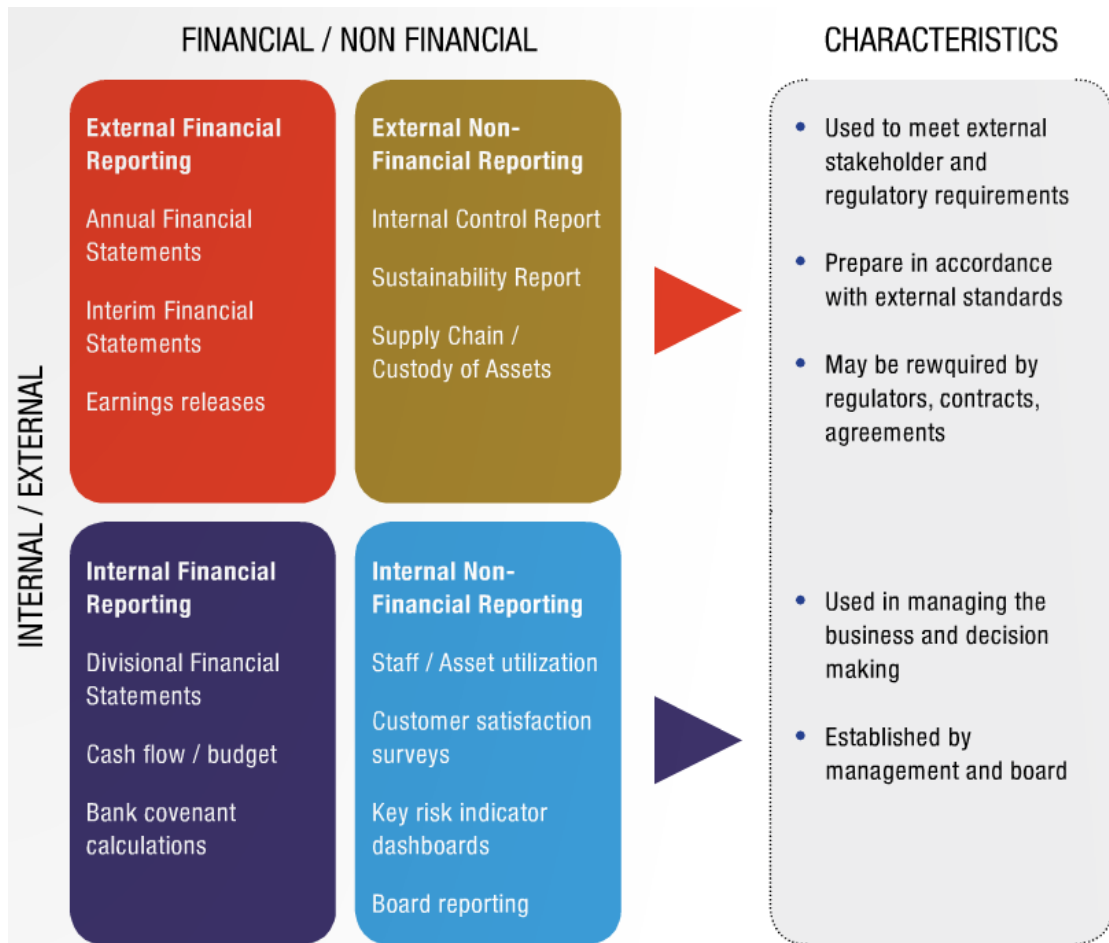 FINANCIAL / NON FINANCIAL
CHARACTERISTICS
INTERNAL / EXTERNAL
External Financial
Reporting
Annual Financial
Statements
Interim Financial
Statements
Earnings releases
External Non-
Financial Reporting
Internal Control Report
Sustainability Report
Supply Chain /
Custody of Assets
• Used to meet external
stakeholder and
regulatory requirements
• Prepare in accordance
with external standards
• May be rewquired by
regulators, contracts,
agreements
Internal Financial
Reporting
Divisional Financial
Statements
Cash flow / budget
Bank covenant
calculations
Internal Non-
Financial Reporting
Staff / Asset utilization
Customer satisfaction
surveys
Key risk indicator
dashboards
Board reporting
• Used in managing the
business and decision
making
• Established by
management and board